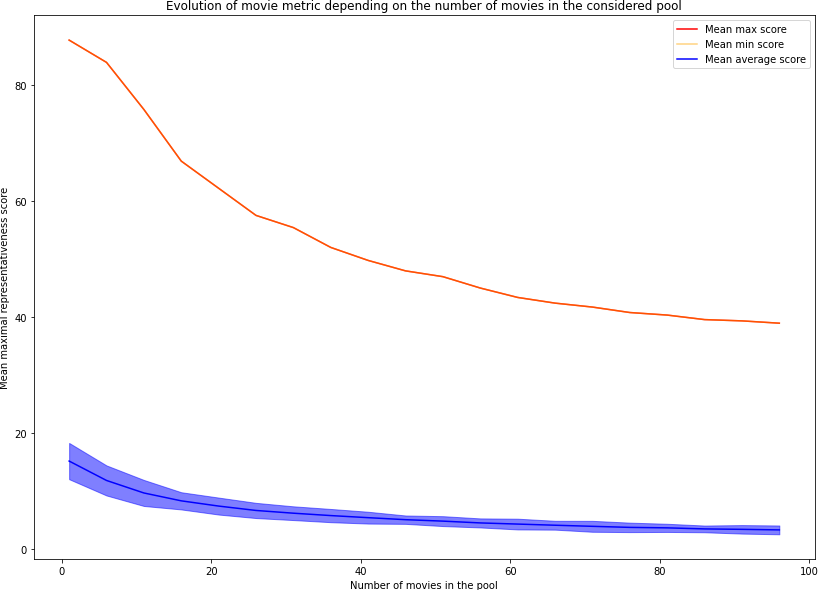 Evolution of movie metric depending on the number of movies in the considered pool
Mean max score
Mean min score
Mean average score
Mean maximal representativeness score
80
60
40
20
0
0 20 40 60 80 100
Number of movies in the pool